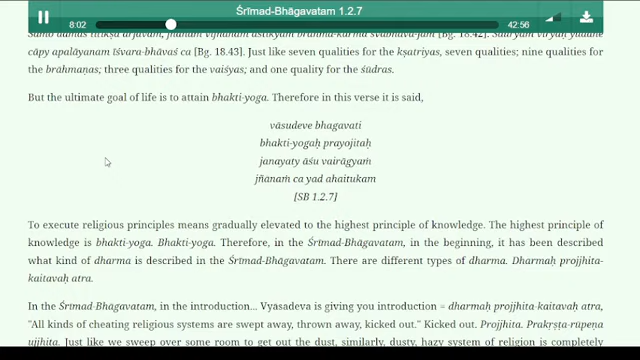 Śrīmad-Bhāgavatam 1.2.7
8:02
42:56
śamo damas titikṣā ārjavam, jñānaṁ vijñānam āstikyaṁ brahma-karma svabhāva-jam [Bg. 18.42]. Śauryaṁ vīryaṁ yuddhe
cāpy apalāyanam īśvara-bhāvaś ca [Bg. 18.43]. Just like seven qualities for the kṣatriyas, seven qualities; nine qualities for
the brāhmaṇas; three qualities for the vaiśyas; and one quality for the śūdras.
But the ultimate goal of life is to attain bhakti-yoga. Therefore in this verse it is said,
vāsudeve bhagavati
bhakti-yogaḥ prayojitaḥ
janayaty āśu vairāgyaṁ
jñānaṁ ca yad ahaitukam
[SB 1.2.7]
To execute religious principles means gradually elevated to the highest principle of knowledge. The highest principle of
knowledge is bhakti-yoga. Bhakti-yoga. Therefore, in the Śrīmad-Bhāgavatam, in the beginning, it has been described
what kind of dharma is described in the Śrīmad-Bhāgavatam. There are different types of dharma. Dharmaḥ projjhita-
kaitavaḥ atra.
In the Śrīmad-Bhāgavatam, in the introduction... Vyāsadeva is giving you introduction = dharmaḥ projjhita-kaitavaḥ atra,
"All kinds of cheating religious systems are swept away, thrown away, kicked out." Kicked out. Projjhita. Prakṛṣṭa-rūpeṇa
ujjhita. Just like we sweep over some room to get out the dust, similarly, dusty, hazy system of religion is completely